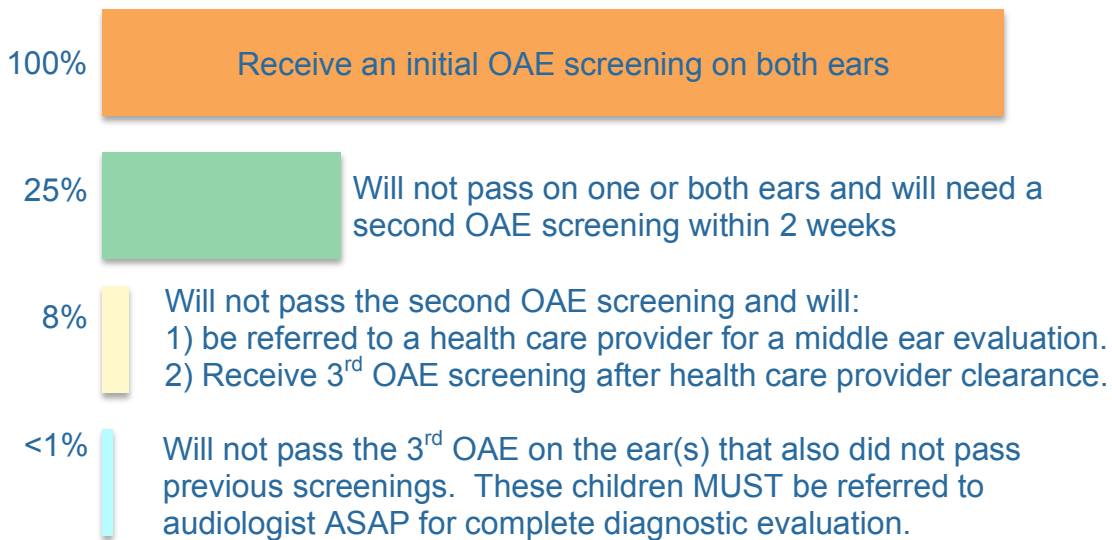 100%
Receive an initial OAE screening on both ears
25%
Will not pass on one or both ears and will need a
second OAE screening within 2 weeks
8%
Will not pass the second OAE screening and will:
1) be referred to a health care provider for a middle ear evaluation.
2) Receive 3rd OAE screening after health care provider clearance.
<1%
Will not pass the 3rd OAE on the ear(s) that also did not pass
previous screenings.  These children MUST be referred to
audiologist ASAP for complete diagnostic evaluation.